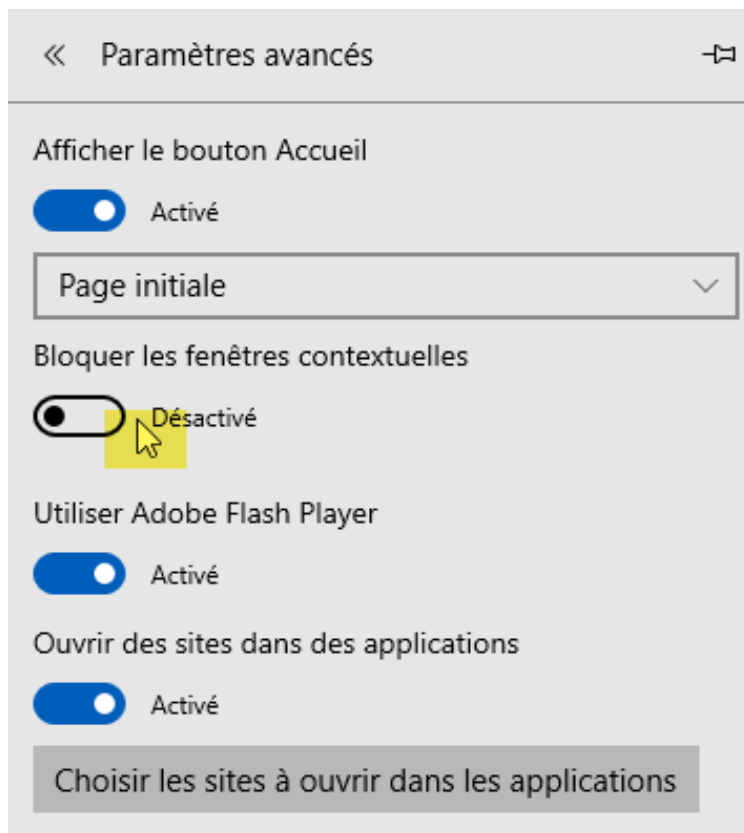 Paramètres avancés
Afficher le bouton Accueil
Activé
Page initiale
Bloquer les fenêtres contextuelles
Désactivé
Utiliser Adobe Flash Player
Activé
Ouvrir des sites dans des applications
Activé
Choisir les sites à ouvrir dans les applications